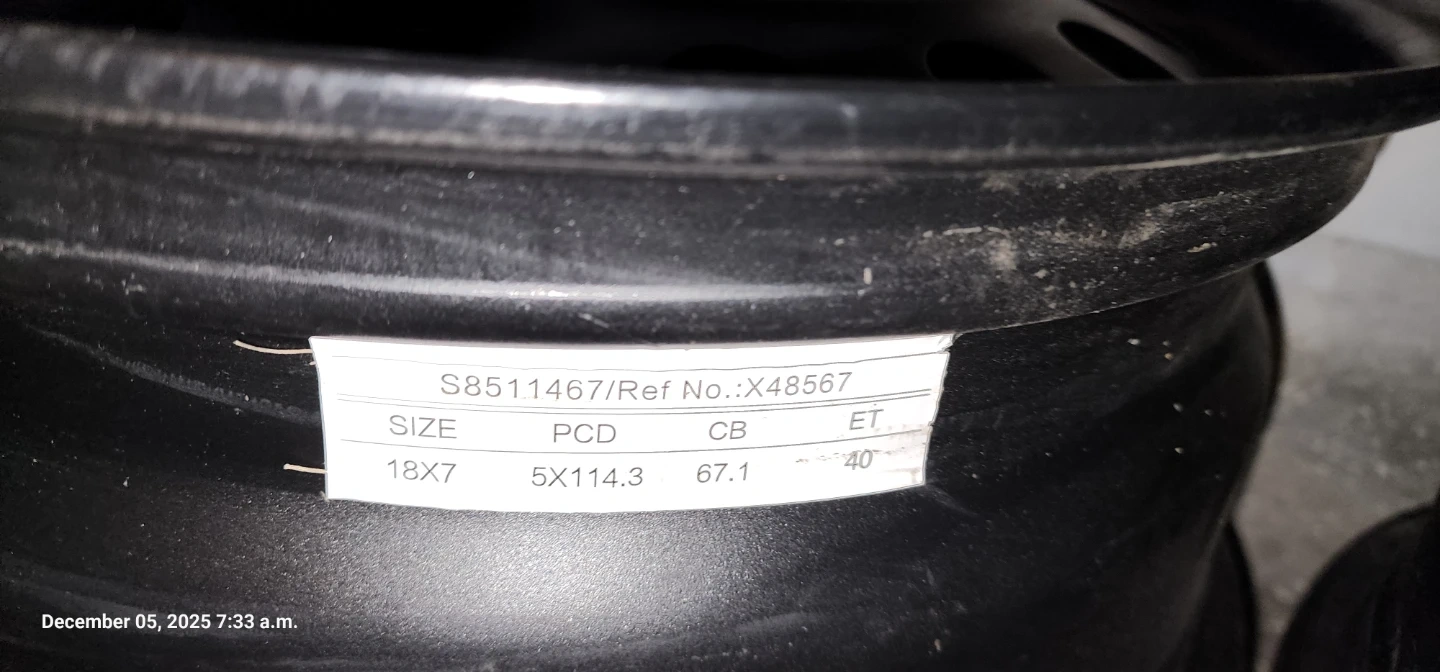 S8511467/Ref No.:X48567
SIZE PCD CB ET
18X7 5X114.3 67.1 40
December 05, 2025 7:33 a.m.